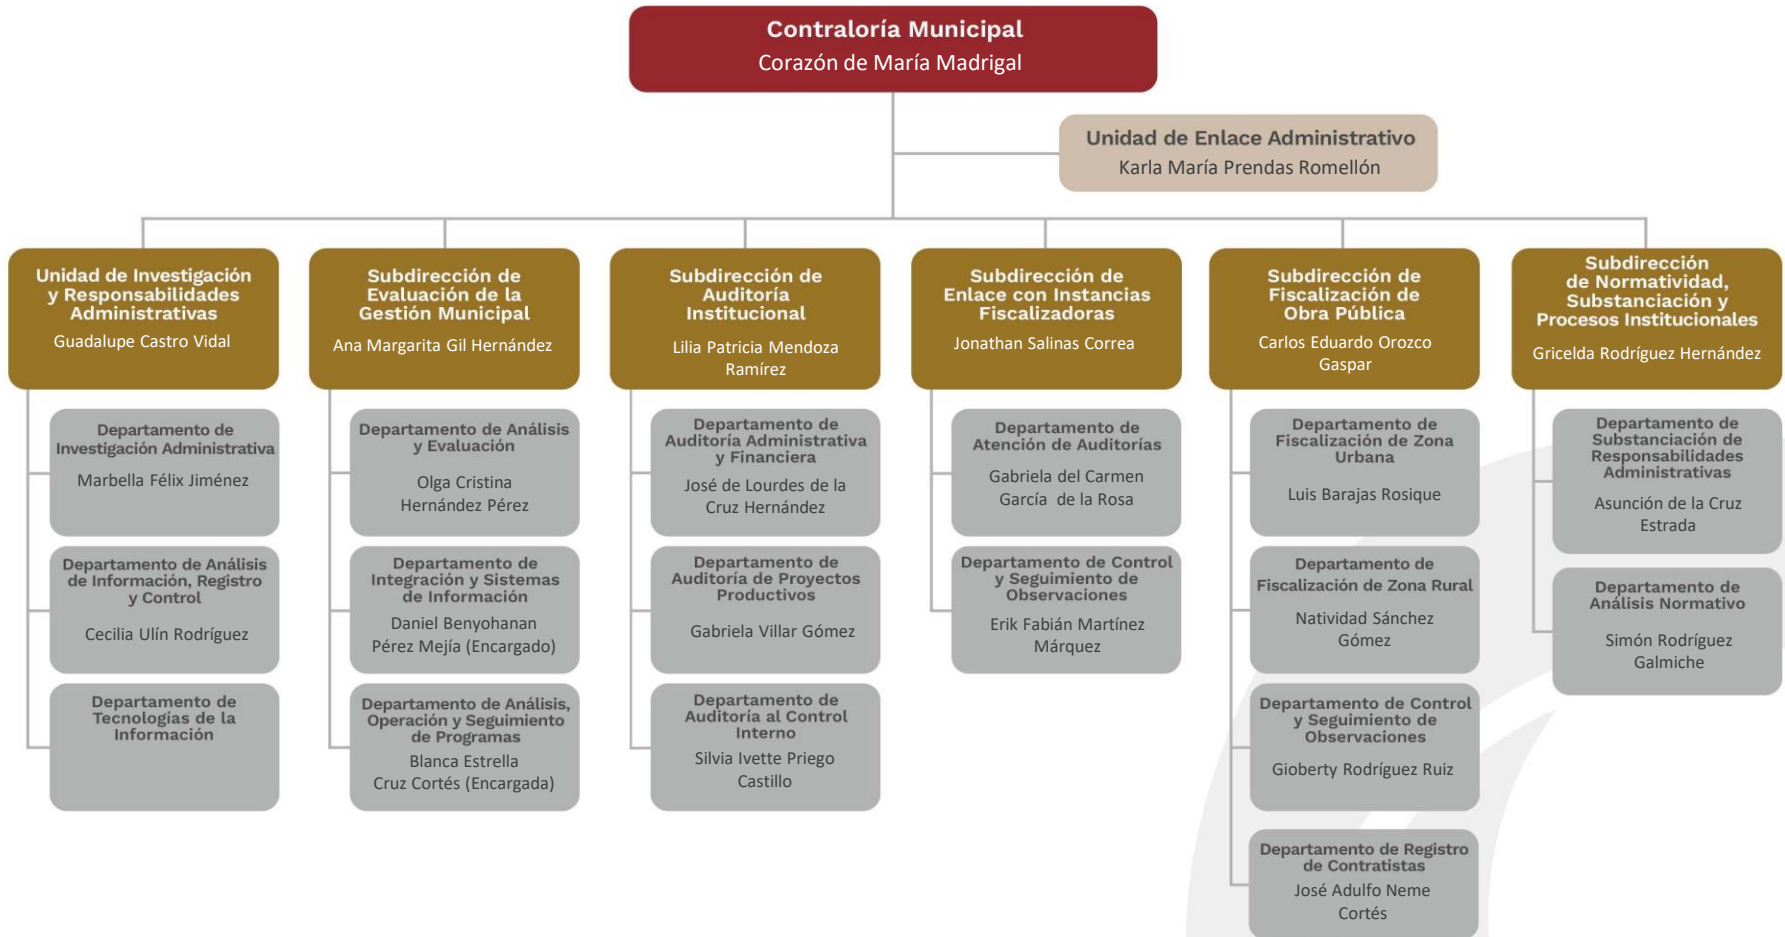 Contraloría Municipal
Corazón de María Madrigal
Unidad de Enlace Administrativo
Karla María Prendas Romellón
Unidad de Investigación
y Responsabilidades
Administrativas
Guadalupe Castro Vidal
Subdirección de
Evaluación de la
Gestión Municipal
Ana Margarita Gil Hernández
Subdirección de
Auditoría
Institucional
Lilia Patricia Mendoza
Ramírez
Subdirección de
Enlace con Instancias
Fiscalizadoras
Jonathan Salinas Correa
Subdirección de
Fiscalización de
Obra Pública
Carlos Eduardo Orozco
Gaspar
Subdirección
de Normatividad,
Substanciación y
Procesos Institucionales
Gricelda Rodríguez Hernández
Departamento de
Investigación Administrativa
Marbella Félix Jiménez
Departamento de Análisis
de Información, Registro
y Control
Cecilia Ulín Rodríguez
Departamento de
Tecnologías de la
Información
Departamento de Análisis
y Evaluación
Olga Cristina
Hernández Pérez
Departamento de
Integración y Sistemas
de Información
Daniel Benyohanan
Pérez Mejía (Encargado)
Departamento de Análisis,
Operación y Seguimiento
de Programas
Blanca Estrella
Cruz Cortés (Encargada)
Departamento de
Auditoría Administrativa
y Financiera
José de Lourdes de la
Cruz Hernández
Departamento de
Auditoría de Proyectos
Productivos
Gabriela Villar Gómez
Departamento de
Auditoría al Control
Interno
Silvia Ivette Priego
Castillo
Departamento de
Atención de Auditorías
Gabriela del Carmen
García de la Rosa
Departamento de Control
y Seguimiento de
Observaciones
Erik Fabián Martínez
Márquez
Departamento de
Fiscalización de Zona
Urbana
Luis Barajas Rosique
Departamento de
Fiscalización de Zona Rural
Natividad Sánchez
Gómez
Departamento de Control
y Seguimiento de
Observaciones
Gioberty Rodríguez Ruiz
Departamento de Registro
de Contratistas
José Adulfo Neme
Cortés
Departamento de
Substanciación de
Responsabilidades
Administrativas
Asunción de la Cruz
Estrada
Departamento de
Análisis Normativo
Simón Rodríguez
Galmiche